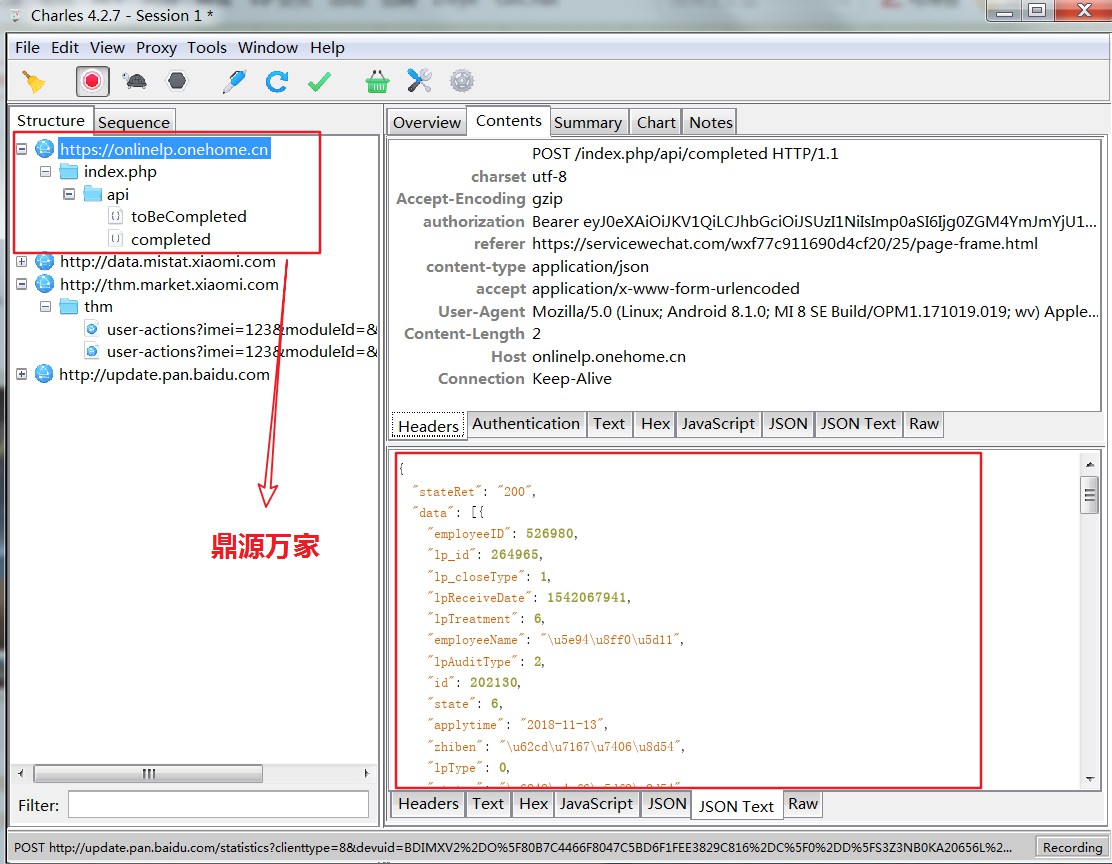 Charles 4.2.7 - Session 1 *
File Edit View Proxy Tools Window Help
Structure Sequence
https://onlinelp.onehome.cn
index.php
api
toBeCompleted
completed
http://data.mistat.xiaomi.com
http://thm.market.xiaomi.com
thm
user-actions?imei=123&moduleId=&
user-actions?imei=123&moduleId=&
http://update.pan.baidu.com
鼎源万家
Filter:
Overview Contents Summary Chart Notes
POST /index.php/api/completed HTTP/1.1
charset utf-8
Accept-Encoding gzip
authorization Bearer eyJ0eXAiOiJKV1QiLCJhbGciOiJSUzI1NiIsImp0aSI6Ijg0ZGM4YmJmYjU1...
referer https://servicewechat.com/wxf77c911690d4cf20/25/page-frame.html
content-type application/json
accept application/x-www-form-urlencoded
User-Agent Mozilla/5.0 (Linux; Android 8.1.0; MI 8 SE Build/OPM1.171019.019; wv) Apple...
Content-Length 2
Host onlinelp.onehome.cn
Connection Keep-Alive
Headers Authentication Text Hex JavaScript JSON JSON Text Raw
{
"stateRet": "200",
"data": [{
"employeeID": 526980,
"lp_id": 264965,
"lp_closeType": 1,
"lpReceiveDate": 1542067941,
"lpTreatment": 6,
"employeeName": "\u5e94\u8ff0\u5d11",
"lpAuditType": 2,
"id": 202130,
"state": 6,
"applytime": "2018-11-13",
"zhiben": "\u62cd\u7167\u7406\u8d54",
"lpType": 0,
Headers Text Hex JavaScript JSON JSON Text Raw
POST http://update.pan.baidu.com/statistics?clienttype=8&devuid=BDIMXV2%2DO%5F80B7C4466F8047C5BD6F1FEE3829C816%2DC%5F0%2DD%5FS3Z3NB0KA20656L%2... Recording